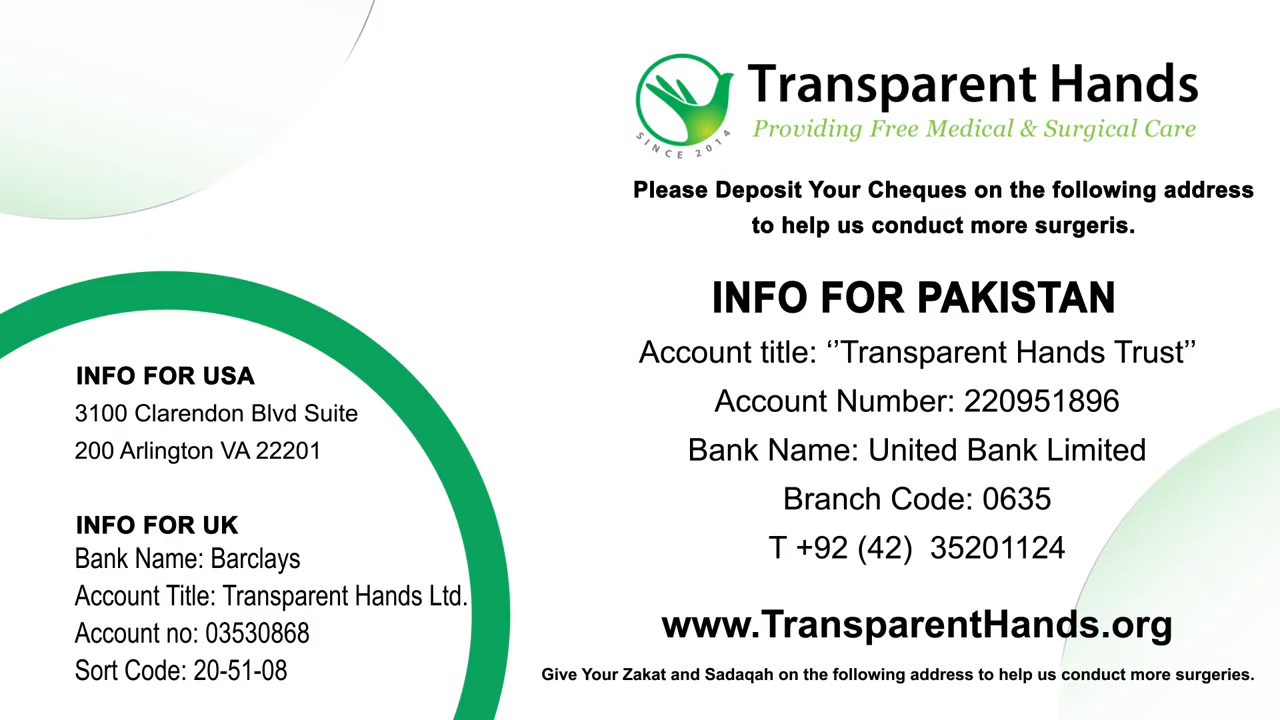 Transparent Hands
Providing Free Medical & Surgical Care
SINCE 2014
Please Deposit Your Cheques on the following address
to help us conduct more surgeris.
INFO FOR PAKISTAN
Account title: ‘’Transparent Hands Trust’’
Account Number: 220951896
Bank Name: United Bank Limited
Branch Code: 0635
T +92 (42)  35201124
www.TransparentHands.org
Give Your Zakat and Sadaqah on the following address to help us conduct more surgeries.
INFO FOR USA
3100 Clarendon Blvd Suite
200 Arlington VA 22201
INFO FOR UK
Bank Name: Barclays
Account Title: Transparent Hands Ltd.
Account no: 03530868
Sort Code: 20-51-08